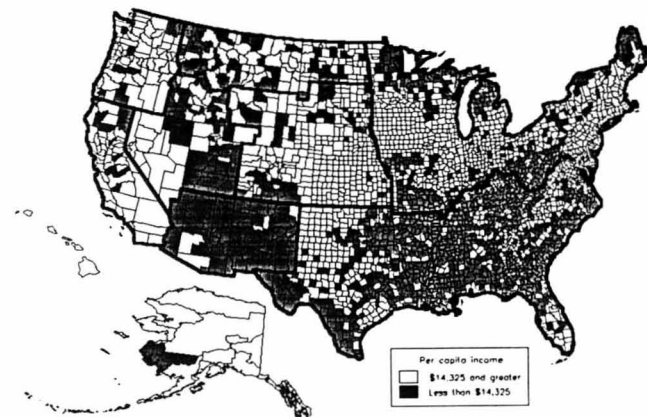 Per capita income
$14,325 and greater
Less than $14,325